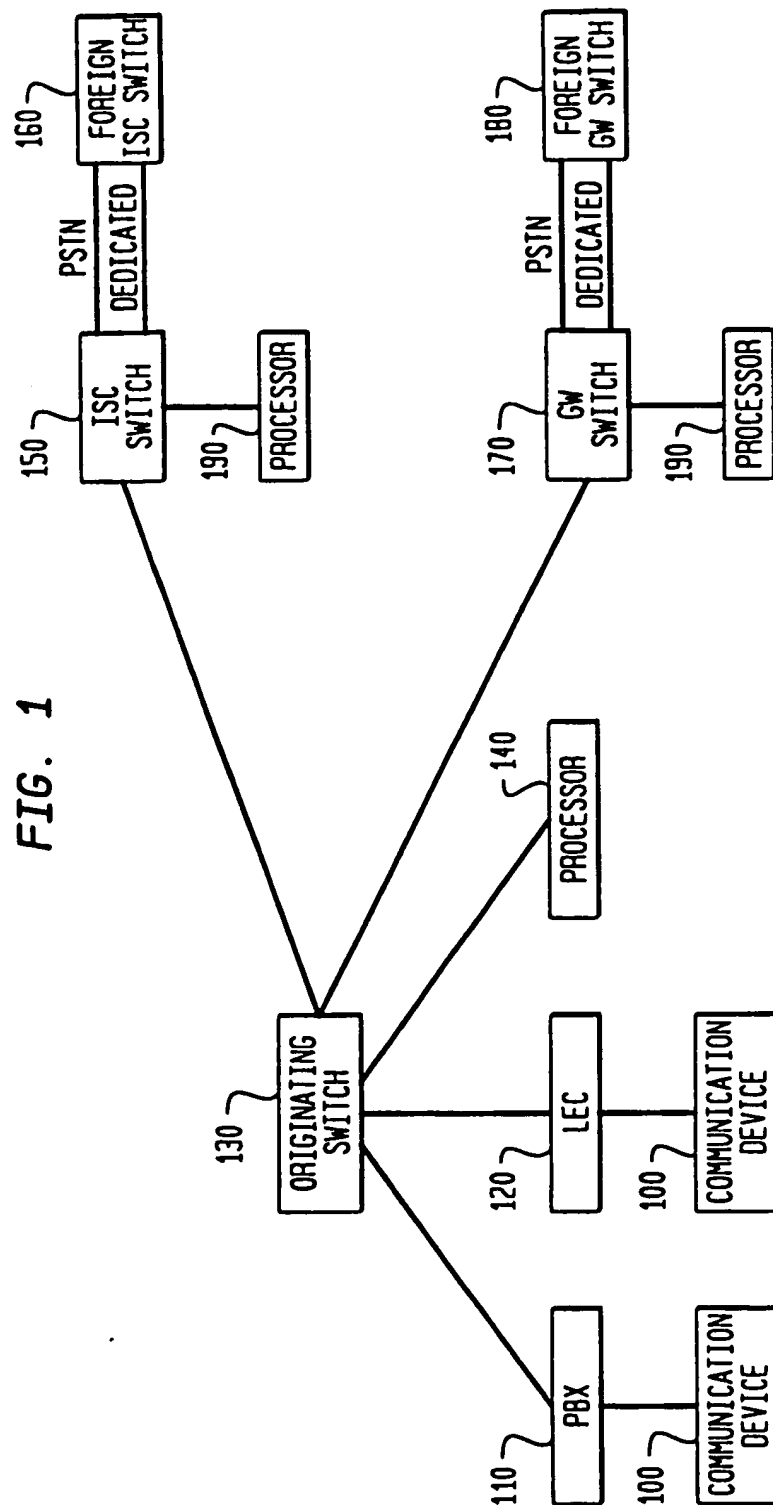 FIG. 1
160
FOREIGN
ISC SWITCH
PSTN
DEDICATED
150
ISC
SWITCH
190
PROCESSOR
180
FOREIGN
GW SWITCH
PSTN
DEDICATED
170
GW
SWITCH
190
PROCESSOR
130
ORIGINATING
SWITCH
140
PROCESSOR
120
LEC
100
COMMUNICATION
DEVICE
110
PBX
100
COMMUNICATION
DEVICE